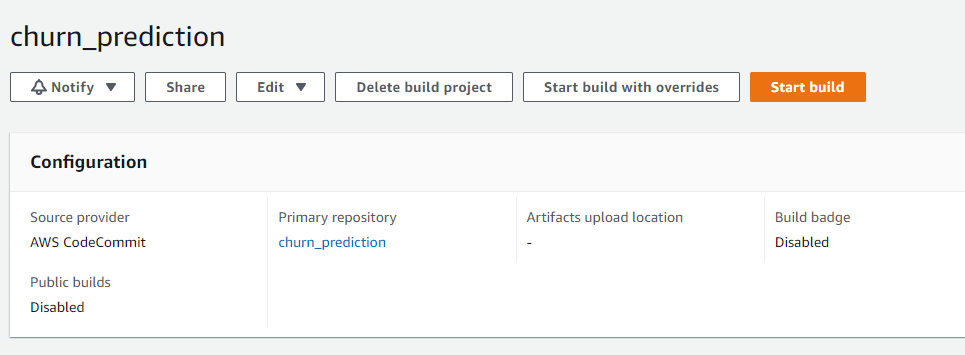 churn_prediction
Notify Share Edit Delete build project Start build with overrides Start build
Configuration
Source provider Primary repository Artifacts upload location Build badge
AWS CodeCommit churn_prediction - Disabled
Public builds
Disabled